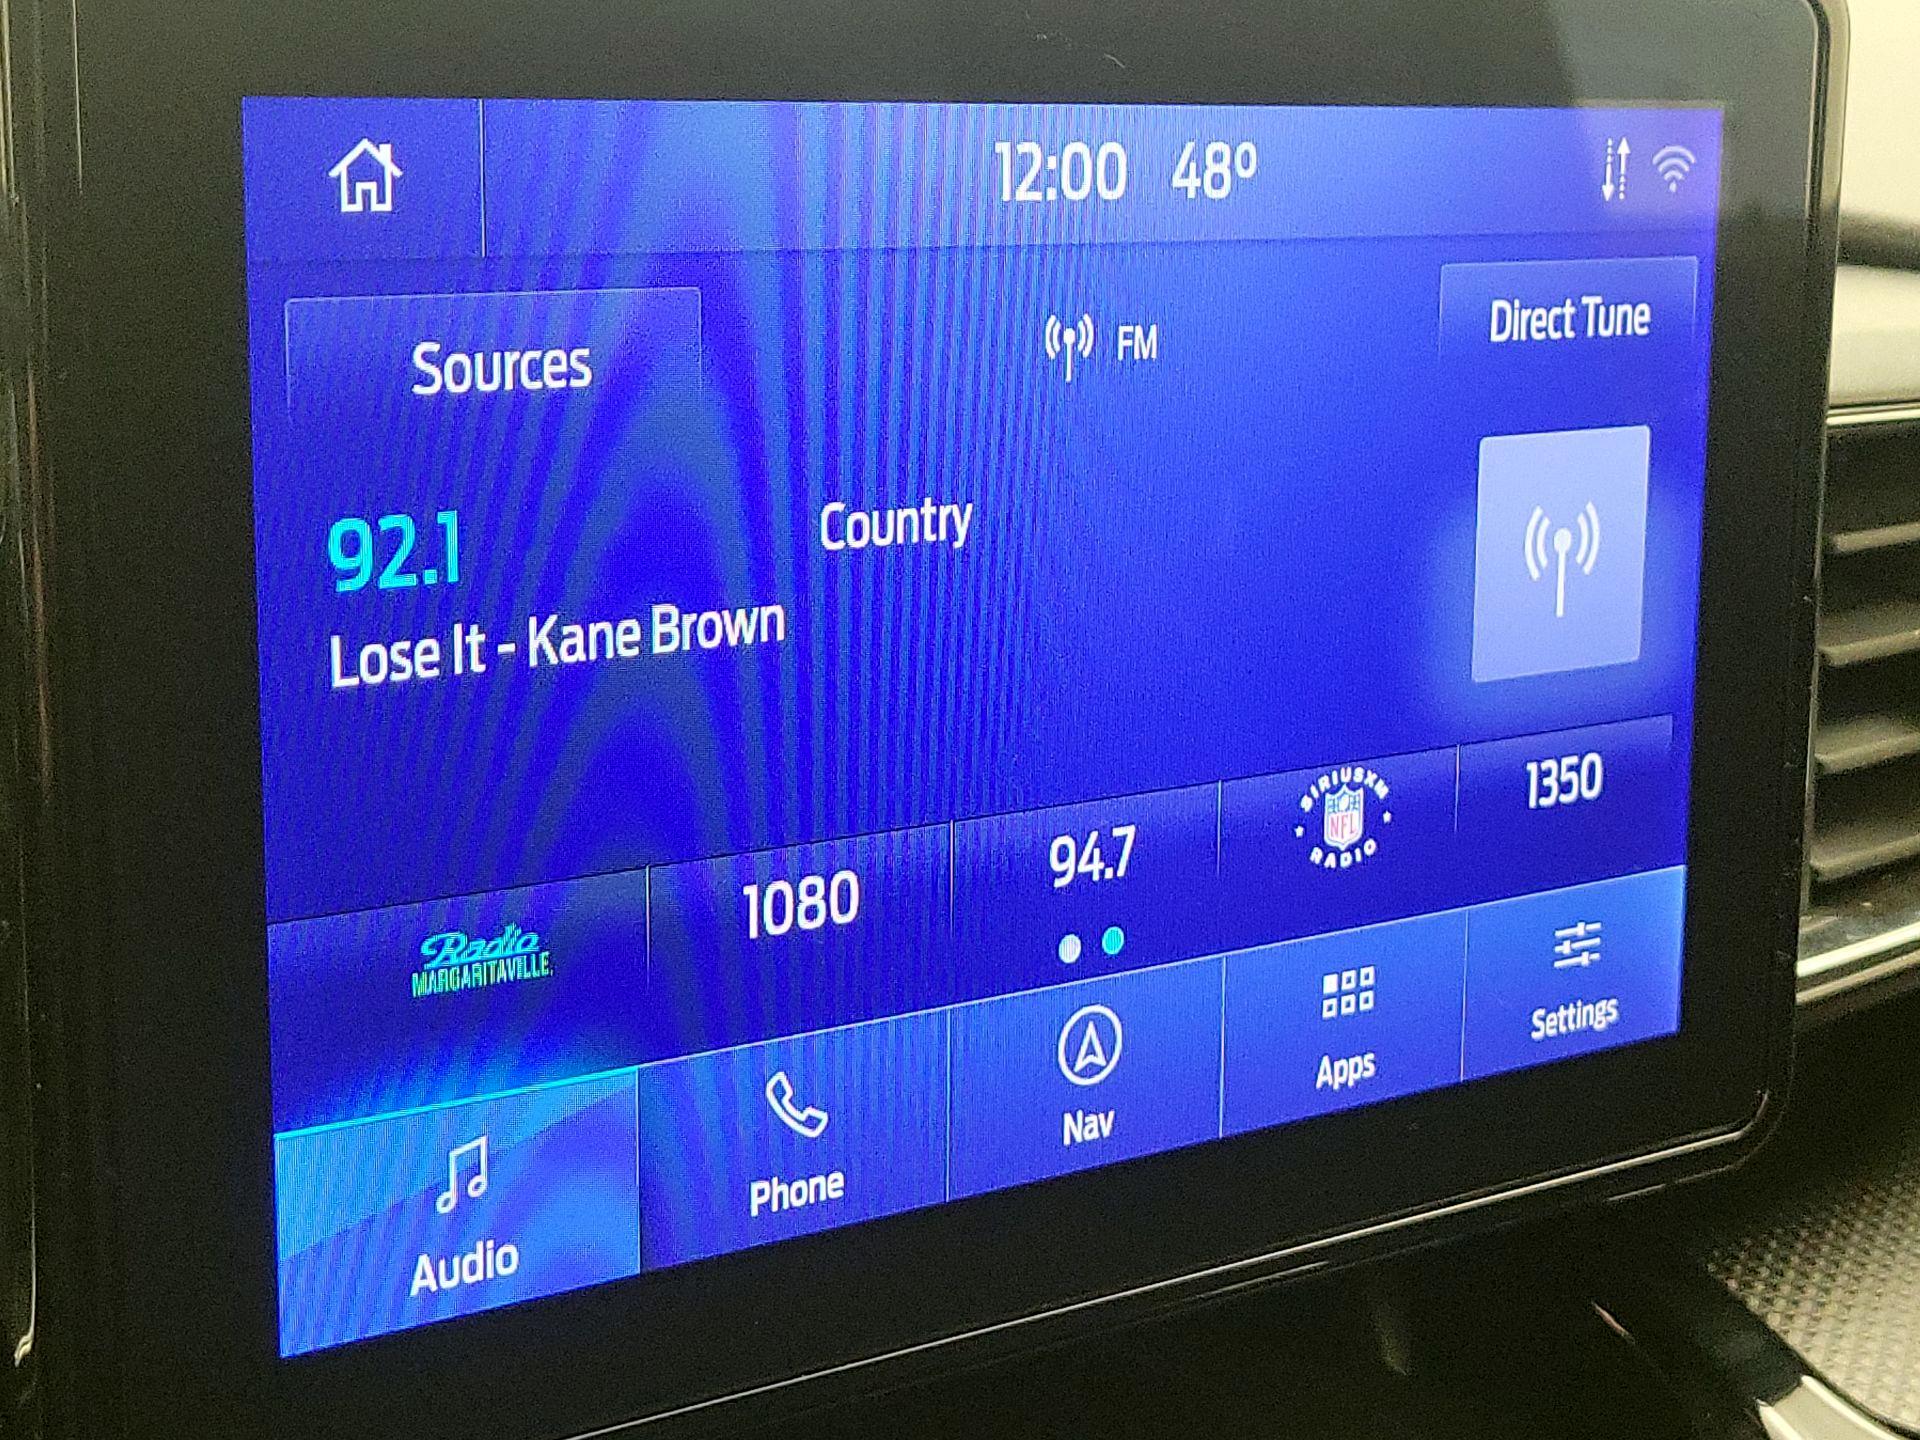 12:00 48°
Sources
FM
Direct Tune
92.1
Country
Lose It - Kane Brown
Radio
MARGARITAVILLE
1080
94.7
SIRIUSXM
NFL
RADIO
1350
Audio
Phone
Nav
Apps
Settings